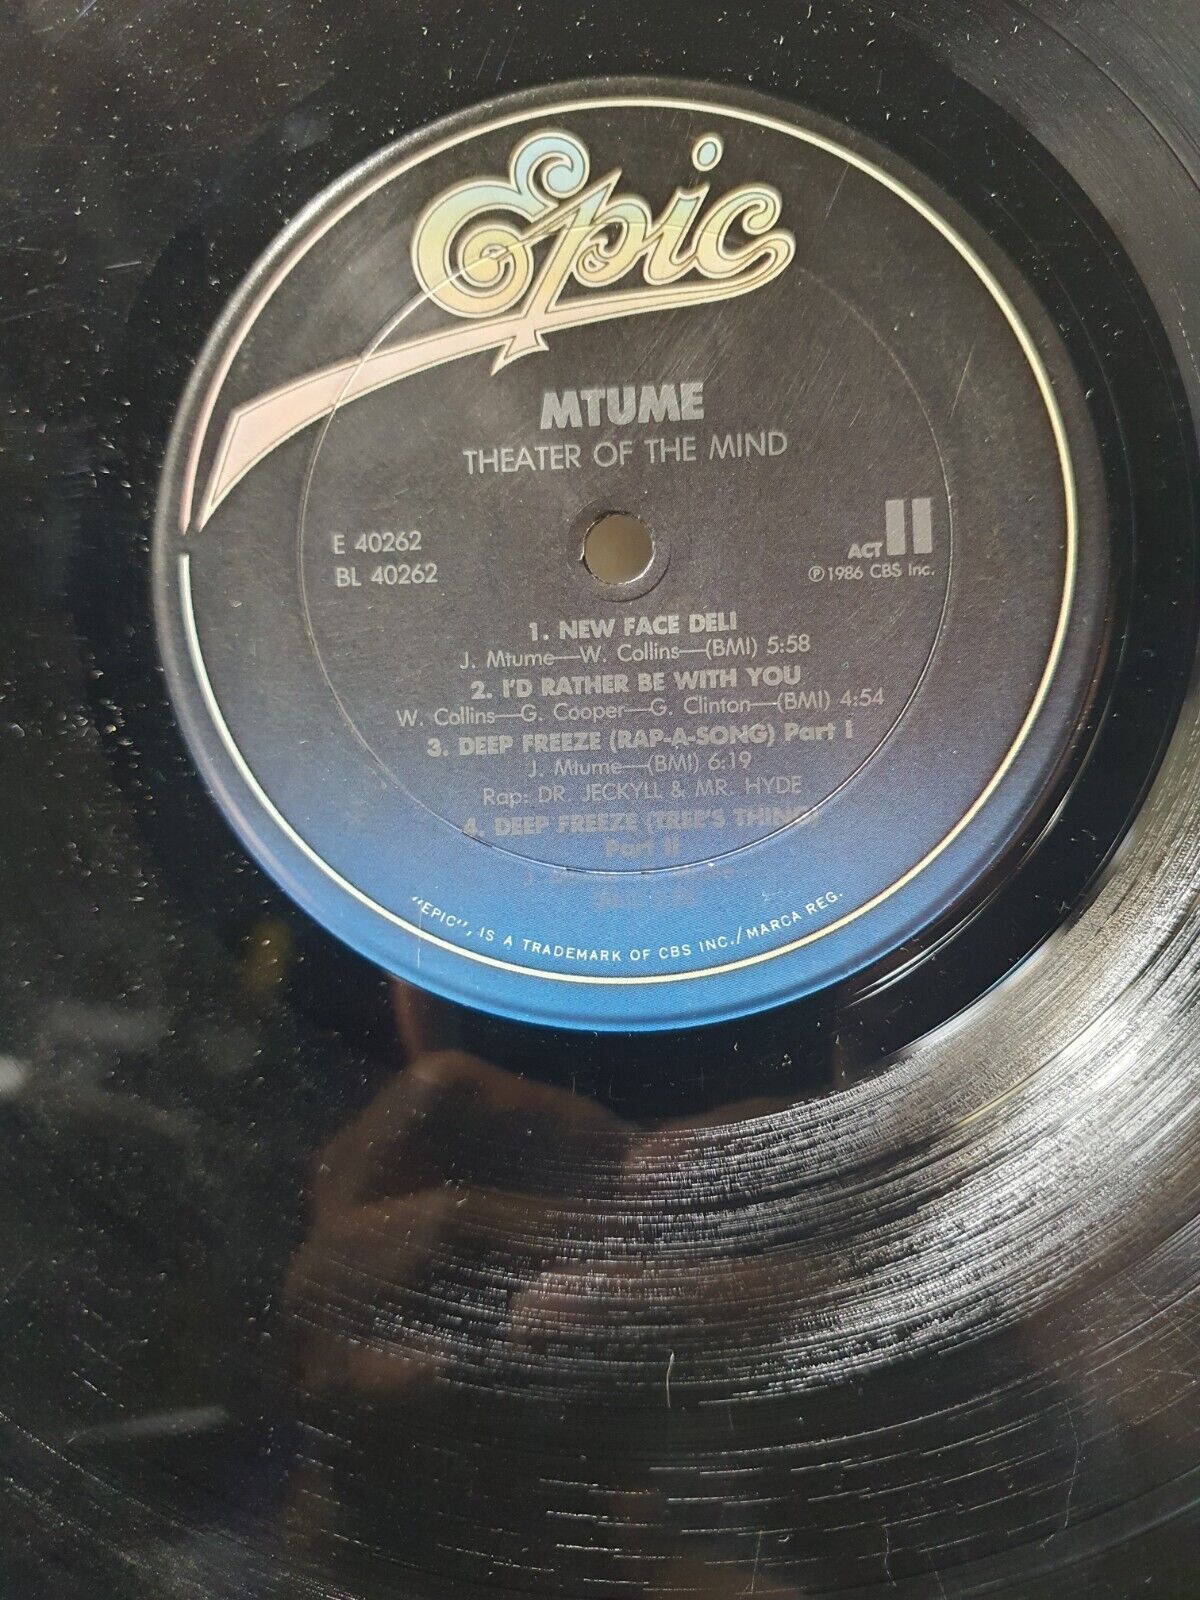 Epic
MTUME
THEATER OF THE MIND
E 40262
BL 40262
ACT II
℗1986 CBS Inc.
1. NEW FACE DELI
J. Mtume—W. Collins—(BMI) 5:58
2. I'D RATHER BE WITH YOU
W. Collins—G. Cooper—G. Clinton—(BMI) 4:54
3. DEEP FREEZE (RAP-A-SONG) Part I
J. Mtume—(BMI) 6:19
Rap: DR. JECKYLL & MR. HYDE
4. DEEP FREEZE (TREE'S THING)
Part II
"EPIC", IS A TRADEMARK OF CBS INC./MARCA REG.